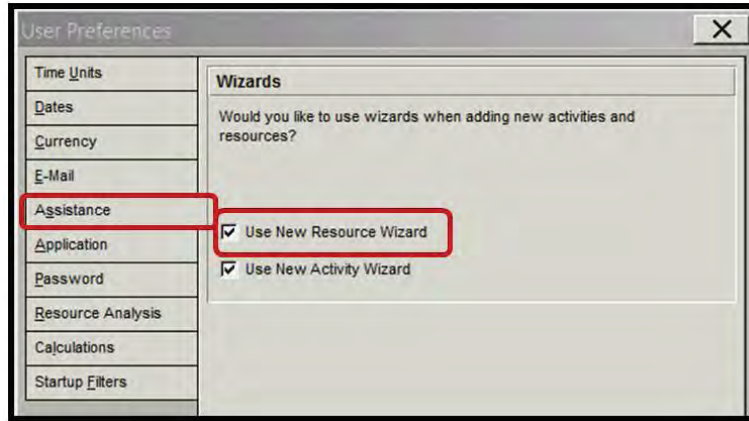 User Preferences
Time Units
Dates
Currency
E-Mail
Assistance
Application
Password
Resource Analysis
Calculations
Startup Filters
Wizards
Would you like to use wizards when adding new activities and
resources?
Use New Resource Wizard
Use New Activity Wizard